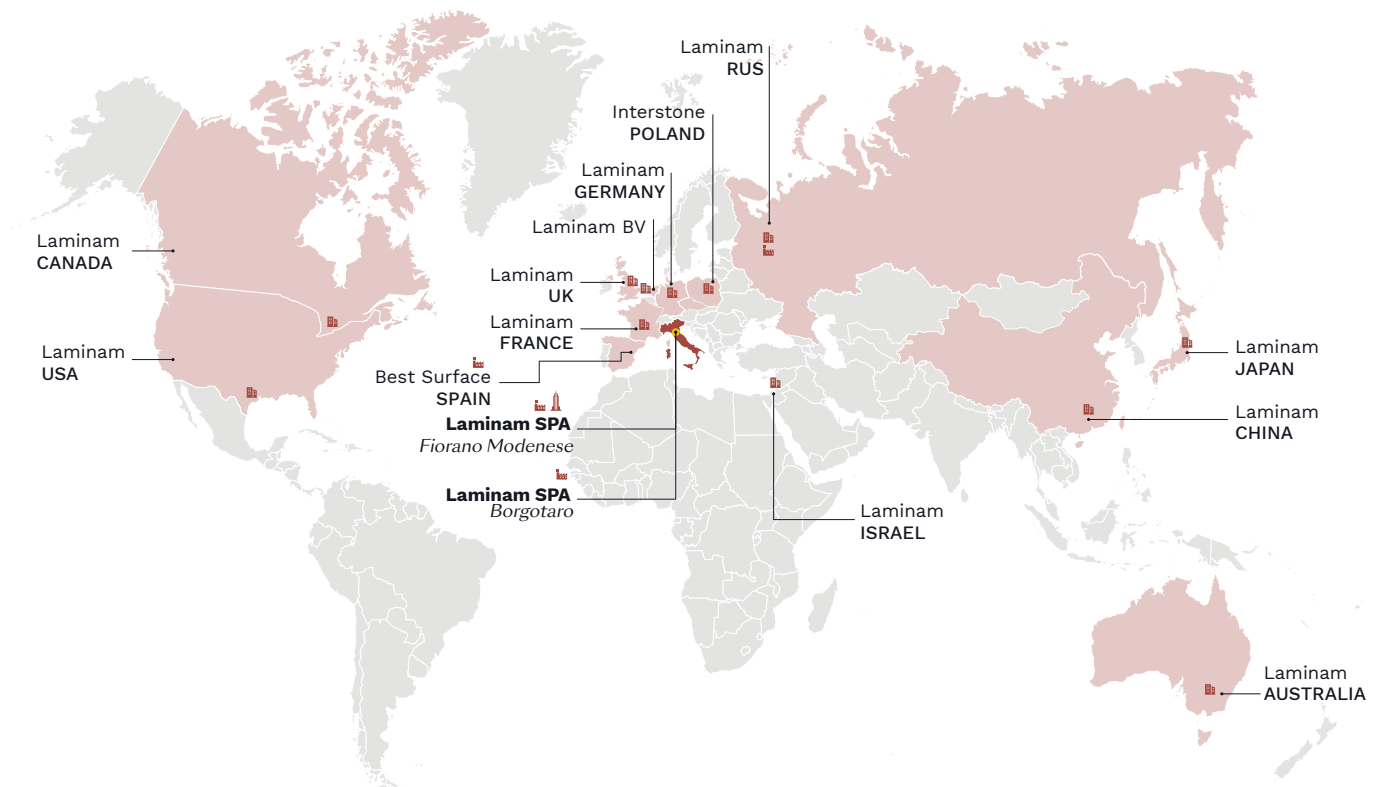 Laminam
RUS
Interstone
POLAND
Laminam
GERMANY
Laminam BV
Laminam
CANADA
Laminam
UK
Laminam
FRANCE
Laminam
USA
Best Surface
SPAIN
Laminam SPA
Fiorano Modenese
Laminam SPA
Borgotaro
Laminam
JAPAN
Laminam
CHINA
Laminam
ISRAEL
Laminam
AUSTRALIA